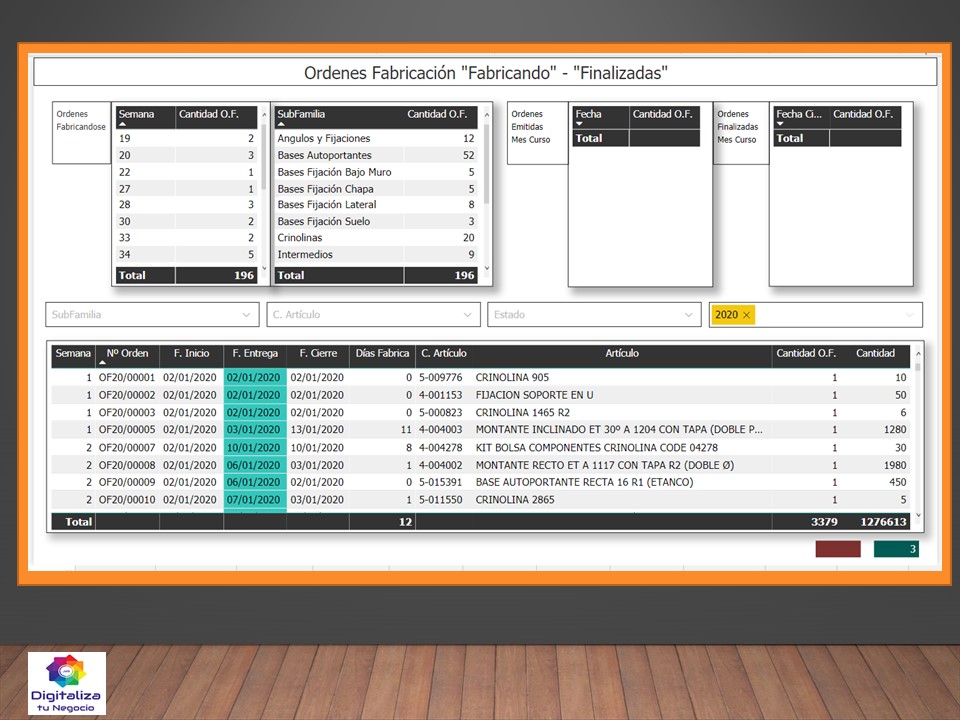 Ordenes Fabricación "Fabricando" - "Finalizadas"
Ordenes
Fabricandose
Semana Cantidad O.F.
19 2
20 3
22 1
27 1
28 3
30 2
33 2
34 5
Total 196
SubFamilia Cantidad O.F.
Angulos y Fijaciones 12
Bases Autoportantes 52
Bases Fijación Bajo Muro 5
Bases Fijación Chapa 5
Bases Fijación Lateral 8
Bases Fijación Suelo 3
Crinolinas 20
Intermedios 9
Total 196
Ordenes
Emitidas
Mes Curso
Fecha Cantidad O.F.
Total
Ordenes
Finalizadas
Mes Curso
Fecha Ci... Cantidad O.F.
Total
SubFamilia C. Artículo Estado 2020 ×
Semana Nº Orden F. Inicio F. Entrega F. Cierre Días Fabrica C. Artículo Artículo Cantidad O.F. Cantidad
1 OF20/00001 02/01/2020 02/01/2020 02/01/2020 0 5-009776 CRINOLINA 905 1 10
1 OF20/00002 02/01/2020 02/01/2020 02/01/2020 0 4-001153 FIJACION SOPORTE EN U 1 50
1 OF20/00003 02/01/2020 02/01/2020 02/01/2020 0 5-000823 CRINOLINA 1465 R2 1 6
1 OF20/00005 02/01/2020 03/01/2020 13/01/2020 11 4-004003 MONTANTE INCLINADO ET 30º A 1204 CON TAPA (DOBLE P... 1 1280
2 OF20/00007 02/01/2020 10/01/2020 10/01/2020 8 4-004278 KIT BOLSA COMPONENTES CRINOLINA CODE 04278 1 30
2 OF20/00008 02/01/2020 06/01/2020 03/01/2020 1 4-004002 MONTANTE RECTO ET A 1117 CON TAPA R2 (DOBLE Ø) 1 1980
2 OF20/00009 02/01/2020 06/01/2020 02/01/2020 0 5-015391 BASE AUTOPORTANTE RECTA 16 R1 (ETANCO) 1 450
2 OF20/00010 02/01/2020 07/01/2020 03/01/2020 1 5-011550 CRINOLINA 2865 1 5
Total 12 3379 1276613
3
Digitaliza
tu Negocio